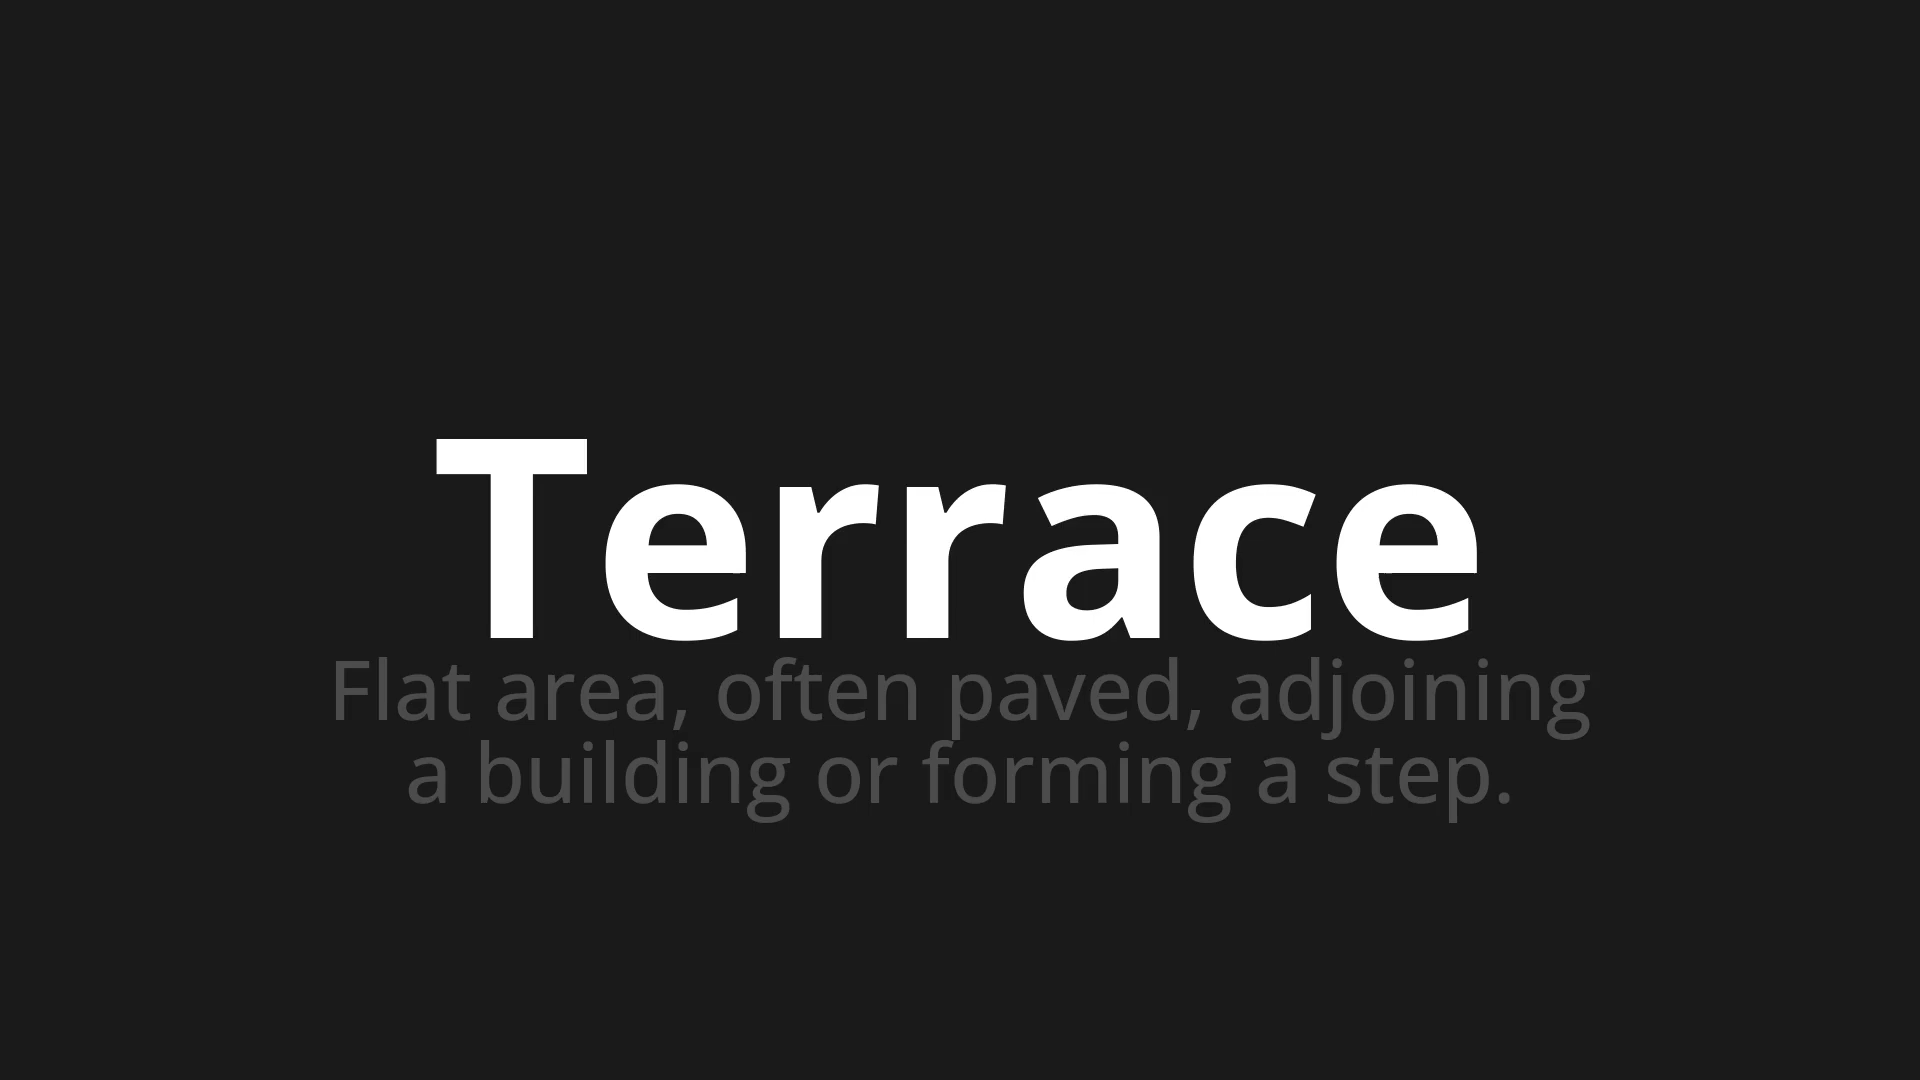 Terrace
Flat area, often paved, adjoining
a building or forming a step.